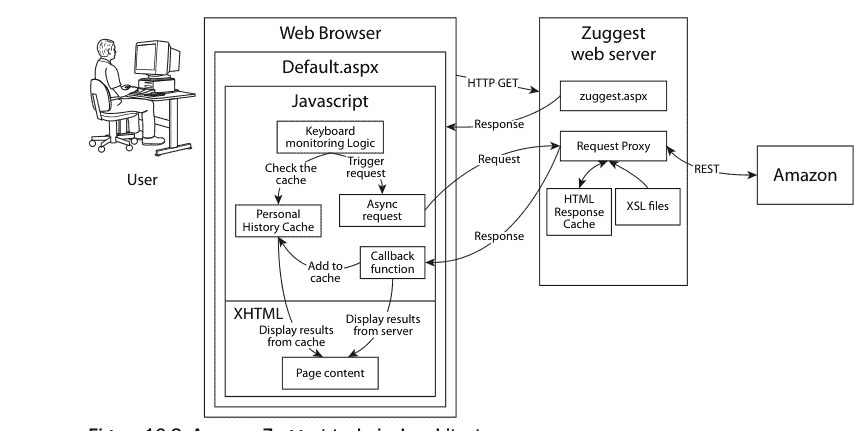 Web Browser
Default.aspx
Javascript
Keyboard
monitoring Logic
Check the
cache
Trigger
request
Personal
History Cache
Async
request
Add to
cache
Callback
function
XHTML
Display results
from cache
Display results
from server
Page content
User
HTTP GET
Response
Request
Response
Zuggest
web server
zuggest.aspx
Request Proxy
HTML
Response
Cache
XSL files
REST
Amazon